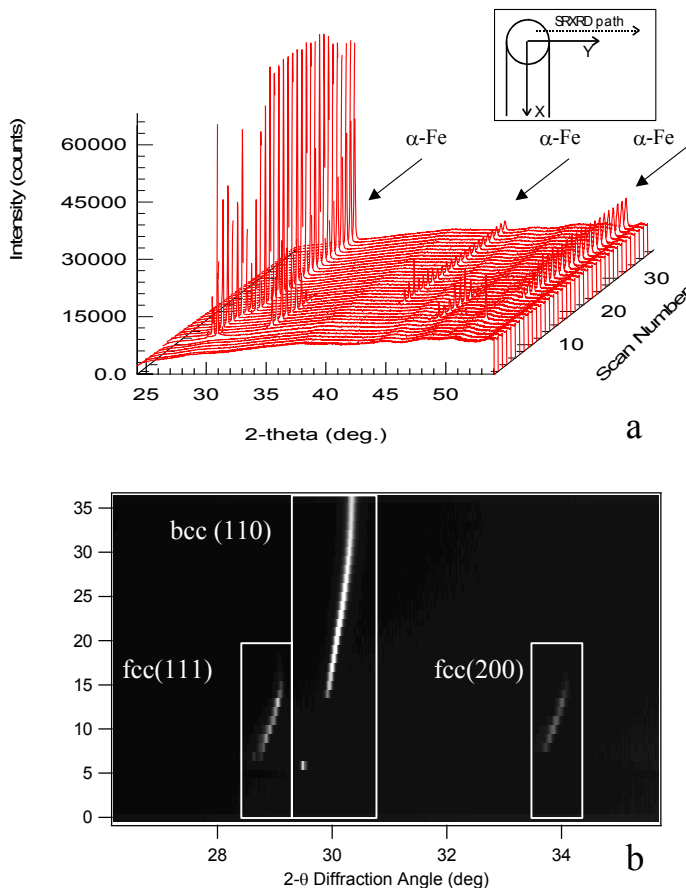 SRXRD path
Y
X
α-Fe
α-Fe
α-Fe
Intensity (counts)
60000
45000
30000
15000
0.0
25
30
35
40
45
50
2-theta (deg.)
10
20
30
Scan Number
a
35
30
25
20
15
10
5
0
bcc (110)
fcc(111)
fcc(200)
28
30
32
34
2-θ Diffraction Angle (deg)
b